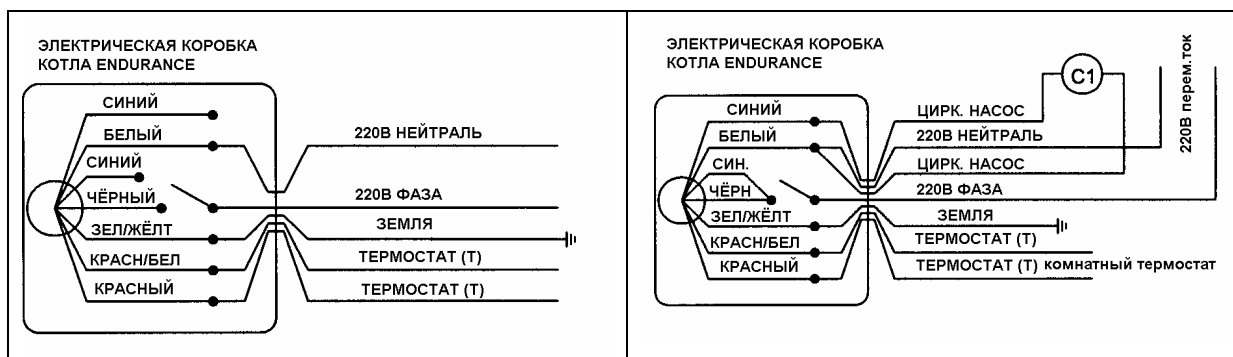 ЭЛЕКТРИЧЕСКАЯ КОРОБКА
КОТЛА ENDURANCE
СИНИЙ
БЕЛЫЙ
220В НЕЙТРАЛЬ
СИНИЙ
ЧЁРНЫЙ
220В ФАЗА
ЗЕЛ/ЖЁЛТ
ЗЕМЛЯ
КРАСН/БЕЛ
ТЕРМОСТАТ (Т)
КРАСНЫЙ
ТЕРМОСТАТ (Т)
ЭЛЕКТРИЧЕСКАЯ КОРОБКА
КОТЛА ENDURANCE
С1
220В перем.ток
СИНИЙ
ЦИРК. НАСОС
БЕЛЫЙ
220В НЕЙТРАЛЬ
СИН.
ЦИРК. НАСОС
ЧЁРН
220В ФАЗА
ЗЕЛ/ЖЁЛТ
ЗЕМЛЯ
КРАСН/БЕЛ
ТЕРМОСТАТ (Т)
КРАСНЫЙ
ТЕРМОСТАТ (Т) комнатный термостат